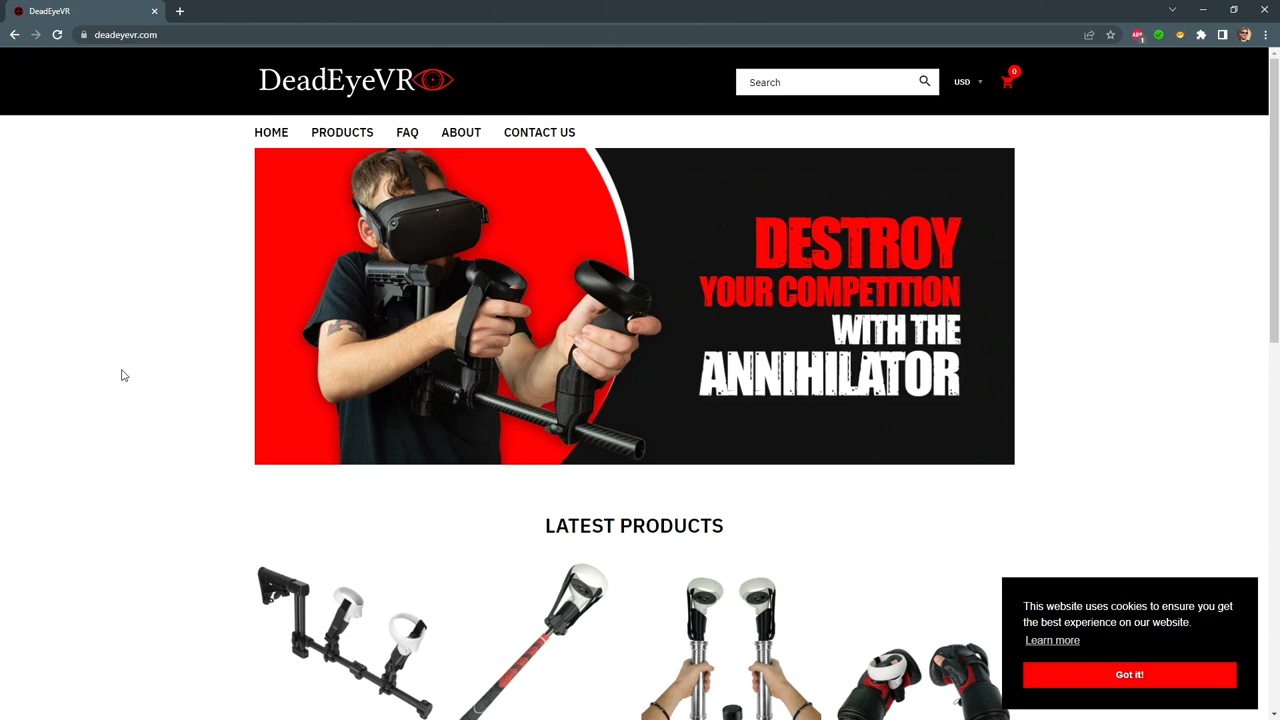 DeadEyeVR
deadeyevr.com
ABP
1
DeadEyeVR
Search
USD
0
HOME
PRODUCTS
FAQ
ABOUT
CONTACT US
DESTROY
YOUR COMPETITION
WITH THE
ANNIHILATOR
LATEST PRODUCTS
This website uses cookies to ensure you get
the best experience on our website.
Learn more
Got it!